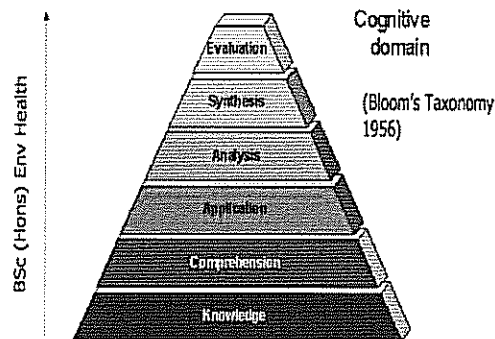 Cognitive
domain
(Bloom's Taxonomy
1956)
Evaluation
Synthesis
Analysis
Application
Comprehension
Knowledge
BSc (Hons) Env Health